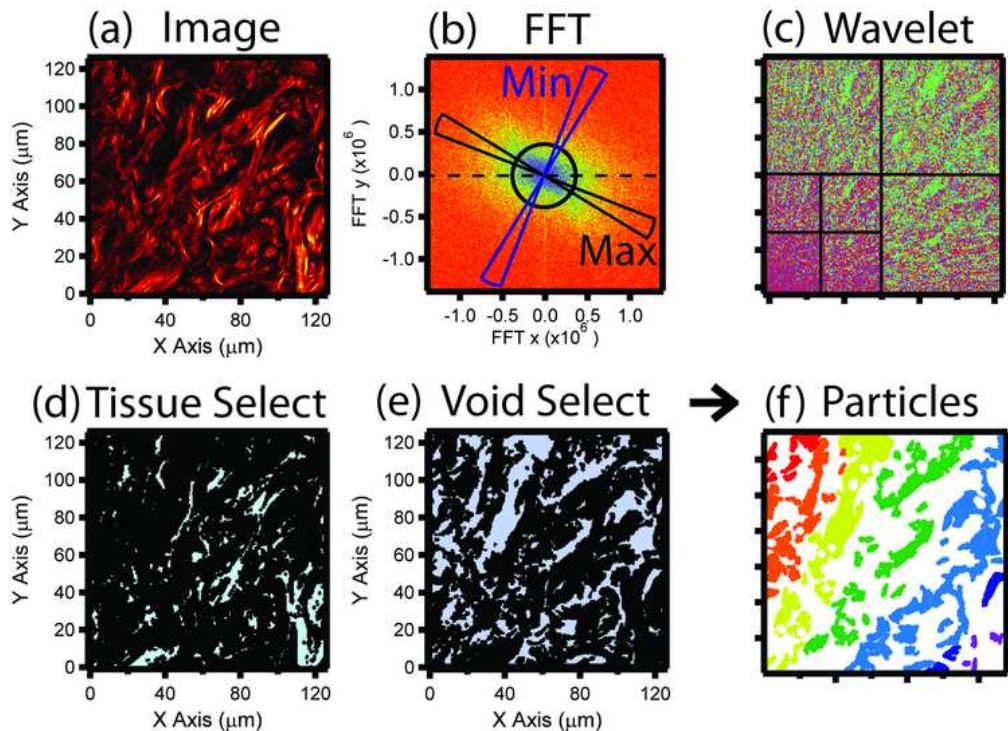 (a) Image
(b) FFT
(c) Wavelet
120
100
80
60
40
20
0
Y Axis (μm)
0 40 80 120
X Axis (μm)
1.0
0.5
0.0
-0.5
-1.0
FFT y (x10⁶)
Min
Max
-1.0 -0.5 0.0 0.5 1.0
FFT x (x10⁶)
(d) Tissue Select
(e) Void Select
(f) Particles
120
100
80
60
40
20
0
Y Axis (μm)
0 40 80 120
X Axis (μm)
120
100
80
60
40
20
0
Y Axis (μm)
0 40 80 120
X Axis (μm)